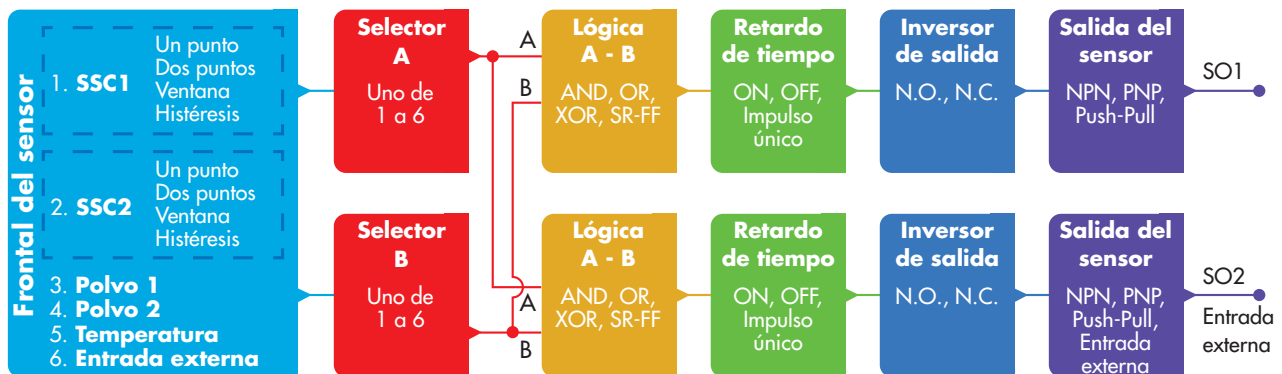 Frontal del sensor
1. SSC1
Un punto
Dos puntos
Ventana
Histéresis
2. SSC2
Un punto
Dos puntos
Ventana
Histéresis
3. Polvo 1
4. Polvo 2
5. Temperatura
6. Entrada externa
Selector
A
Uno de
1 a 6
A
B
Lógica
A - B
AND, OR,
XOR, SR-FF
Retardo
de tiempo
ON, OFF,
Impulso
único
Inversor
de salida
N.O., N.C.
Salida del
sensor
NPN, PNP,
Push-Pull
SO1
Selector
B
Uno de
1 a 6
A
B
Lógica
A - B
AND, OR,
XOR, SR-FF
Retardo
de tiempo
ON, OFF,
Impulso
único
Inversor
de salida
N.O., N.C.
Salida del
sensor
NPN, PNP,
Push-Pull,
Entrada
externa
SO2
Entrada
externa